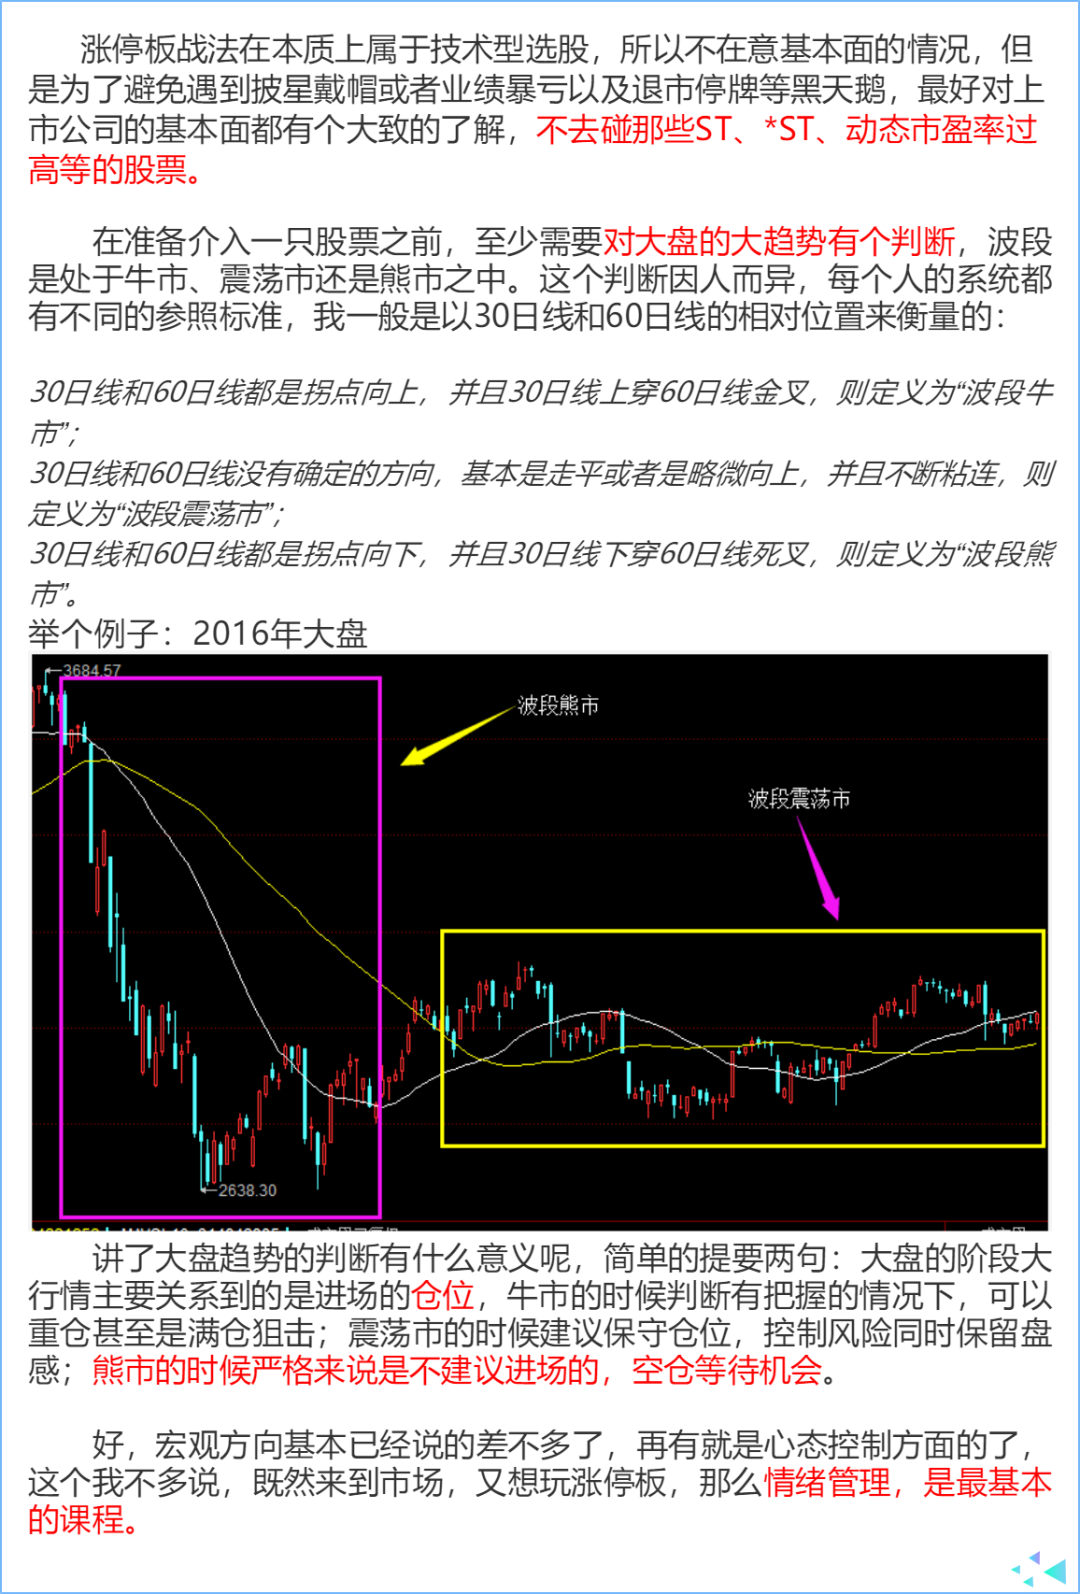 涨停板战法在本质上属于技术型选股，所以不在意基本面的情况，但
是为了避免遇到披星戴帽或者业绩暴亏以及退市停牌等黑天鹅，最好对上
市公司的基本面都有个大致的了解，不去碰那些ST、*ST、动态市盈率过
高等的股票。
在准备介入一只股票之前，至少需要对大盘的大趋势有个判断，波段
是处于牛市、震荡市还是熊市之中。这个判断因人而异，每个人的系统都
有不同的参照标准，我一般是以30日线和60日线的相对位置来衡量的：
30日线和60日线都是拐点向上，并且30日线上穿60日线金叉，则定义为“波段牛
市”；
30日线和60日线没有确定的方向，基本是走平或者是略微向上，并且不断粘连，则
定义为“波段震荡市”；
30日线和60日线都是拐点向下，并且30日线下穿60日线死叉，则定义为“波段熊
市”。
举个例子：2016年大盘
3684.57
波段熊市
波段震荡市
2638.30
讲了大盘趋势的判断有什么意义呢，简单的提要两句：大盘的阶段大
行情主要关系到的是进场的仓位，牛市的时候判断有把握的情况下，可以
重仓甚至是满仓狙击；震荡市的时候建议保守仓位，控制风险同时保留盘
感；熊市的时候严格来说是不建议进场的，空仓等待机会。
好，宏观方向基本已经说的差不多了，再有就是心态控制方面的了，
这个我不多说，既然来到市场，又想玩涨停板，那么情绪管理，是最基本
的课程。